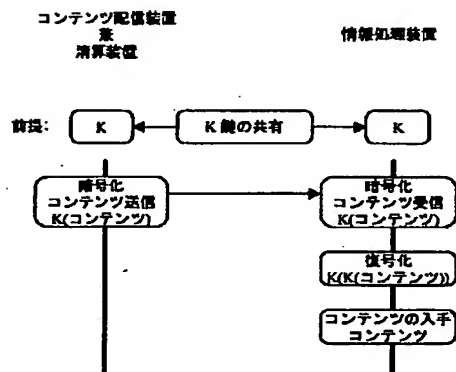 コンテンツ配信装置
兼
清算装置
情報処理装置
前提:
K
K 鍵の共有
K
暗号化
コンテンツ送信
K(コンテンツ)
暗号化
コンテンツ受信
K(コンテンツ)
復号化
K(K(コンテンツ))
コンテンツの入手
コンテンツ